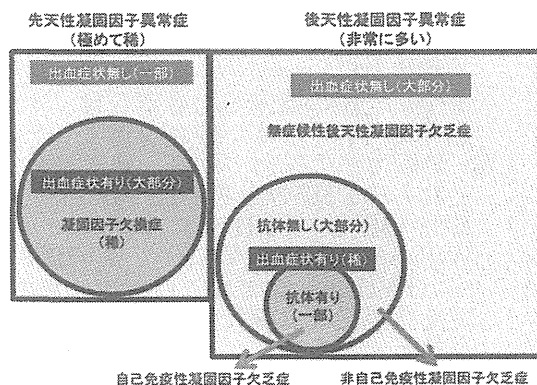 先天性凝固因子異常症
(極めて稀)
後天性凝固因子異常症
(非常に多い)
出血症状無し(一部)
出血症状無し(大部分)
無症候性後天性凝固因子欠乏症
出血症状有り(大部分)
凝固因子欠損症
(稀)
抗体無し(大部分)
出血症状有り(稀)
抗体有り
(一部)
自己免疫性凝固因子欠乏症
非自己免疫性凝固因子欠乏症